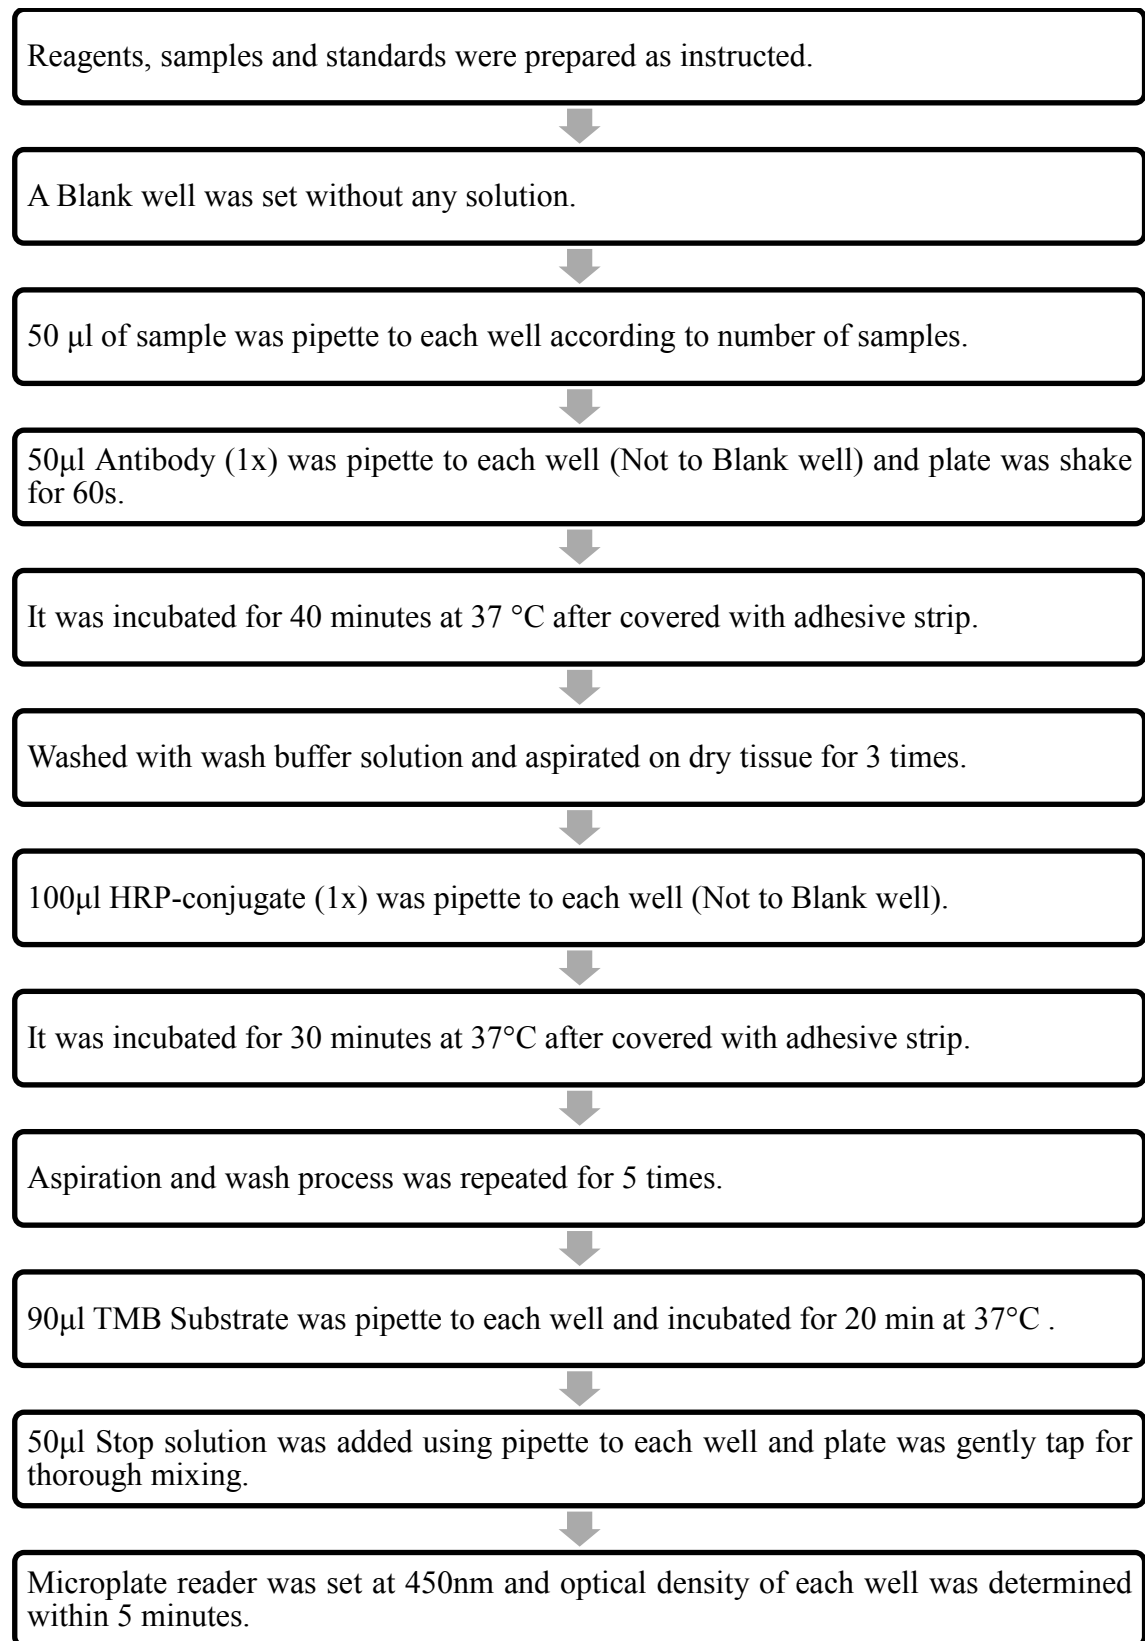 Reagents, samples and standards were prepared as instructed.
A Blank well was set without any solution.
50 μl of sample was pipette to each well according to number of samples.
50μl Antibody (1x) was pipette to each well (Not to Blank well) and plate was shake
for 60s.
It was incubated for 40 minutes at 37 °C after covered with adhesive strip.
Washed with wash buffer solution and aspirated on dry tissue for 3 times.
100μl HRP-conjugate (1x) was pipette to each well (Not to Blank well).
It was incubated for 30 minutes at 37°C after covered with adhesive strip.
Aspiration and wash process was repeated for 5 times.
90μl TMB Substrate was pipette to each well and incubated for 20 min at 37°C .
50μl Stop solution was added using pipette to each well and plate was gently tap for
thorough mixing.
Microplate reader was set at 450nm and optical density of each well was determined
within 5 minutes.